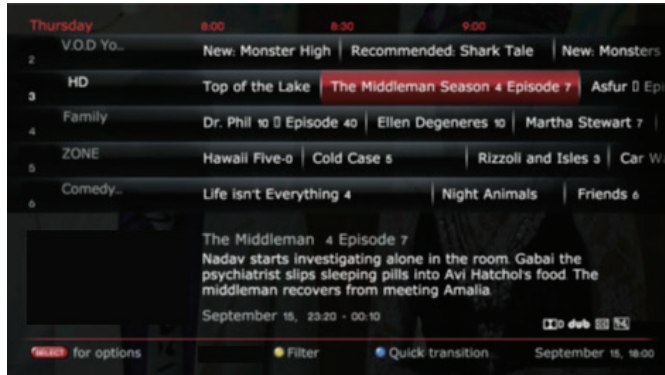 Thursday 8:00 8:30 9:00
2 V.O.D Yo... New: Monster High Recommended: Shark Tale New: Monsters
3 HD Top of the Lake The Middleman Season 4 Episode 7 Asfur Epi
4 Family Dr. Phil 10 Episode 40 Ellen Degeneres 10 Martha Stewart 7
5 ZONE Hawaii Five-0 Cold Case 5 Rizzoli and Isles 3 Car Wa
6 Comedy... Life isn't Everything 4 Night Animals Friends 6
The Middleman 4 Episode 7
Nadav starts investigating alone in the room. Gabai the
psychiatrist slips sleeping pills into Avi Hatchol's food. The
middleman recovers from meeting Amalia.
September 15, 23:20 - 00:10
dub
SELECT for options Filter Quick transition September 15, 18:00